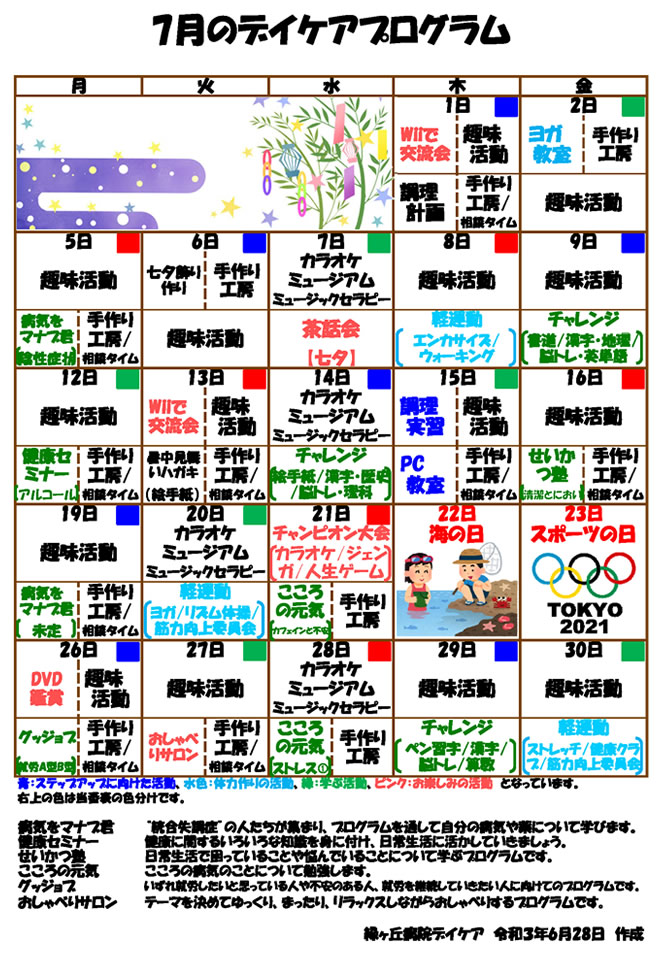 7月のデイケアプログラム
月 火 水 木 金
1日 2日
Wiiで 趣味 ヨガ 手作り
交流会 活動 教室 工房
調理 手作り
計画 工房/ 趣味活動
相談タイム
5日 6日 7日 8日 9日
趣味活動 七夕飾り 手作り カラオケ 趣味活動 趣味活動
作り 工房 ミュージアム
ミュージックセラピー
病気を 手作り 趣味活動 茶話会 軽運動 チャレンジ
マナブ君 工房/ エンカサイズ/ 書道/漢字・地理/
陰性症状 相談タイム 【七夕】 ウォーキング 脳トレ・英単語
12日 13日 14日 15日 16日
趣味活動 Wiiで 趣味 カラオケ 調理 趣味 趣味活動
交流会 活動 ミュージアム 実習 活動
ミュージックセラピー
健康セ 手作り 暑中見舞 手作り チャレンジ PC 手作り せいか 手作り
ミナー 工房/ いハガキ 工房/ 絵手紙/漢字・歴史 教室 工房/ つ塾 工房/
アルコール 相談タイム (絵手紙) 相談タイム /脳トレ・理科 相談タイム 清潔とにおい 相談タイム
19日 20日 21日 22日 23日
趣味活動 カラオケ チャンピオン大会 海の日 スポーツの日
ミュージアム カラオケ/ジェン
ミュージックセラピー ガ/人生ゲーム
病気を 手作り 軽運動 こころ 手作り
マナブ君 工房/ ヨガ/リズム体操/ の元気 工房 TOKYO
未定 相談タイム 筋力向上委員会 カフェインと不安 2021
26日 27日 28日 29日 30日
DVD 趣味 趣味活動 カラオケ 趣味活動 趣味活動
鑑賞 活動 ミュージアム
ミュージックセラピー
グッジョブ 手作り おしゃべ 手作り こころ 手作り チャレンジ 軽運動
工房/ りサロン 工房/ の元気 工房 ペン習字/漢字/ ストレッチ/健康クラ
就労A型B型 相談タイム 相談タイム ストレス① 脳トレ/算数 ブ/筋力向上委員会
青:ステップアップに向けた活動、水色:体力作りの活動、緑:学ぶ活動、ピンク:お楽しみの活動 となっています。
右上の色は当番表の色分けです。
病気をマナブ君 “統合失調症”の人たちが集まり、プログラムを通して自分の病気や薬について学びます。
健康セミナー 健康に関するいろいろな知識を身に付け、日常生活に活かしていきましょう。
せいかつ塾 日常生活で困っていることや悩んでいることについて学ぶプログラムです。
こころの元気 こころの病気のことについて勉強します。
グッジョブ いずれ就労したいと思っている人や不安のある人、就労を継続していきたい人に向けてのプログラムです。
おしゃべりサロン テーマを決めてゆっくり、まったり、リラックスしながらおしゃべりするプログラムです。
緑ヶ丘病院デイケア 令和3年6月28日 作成